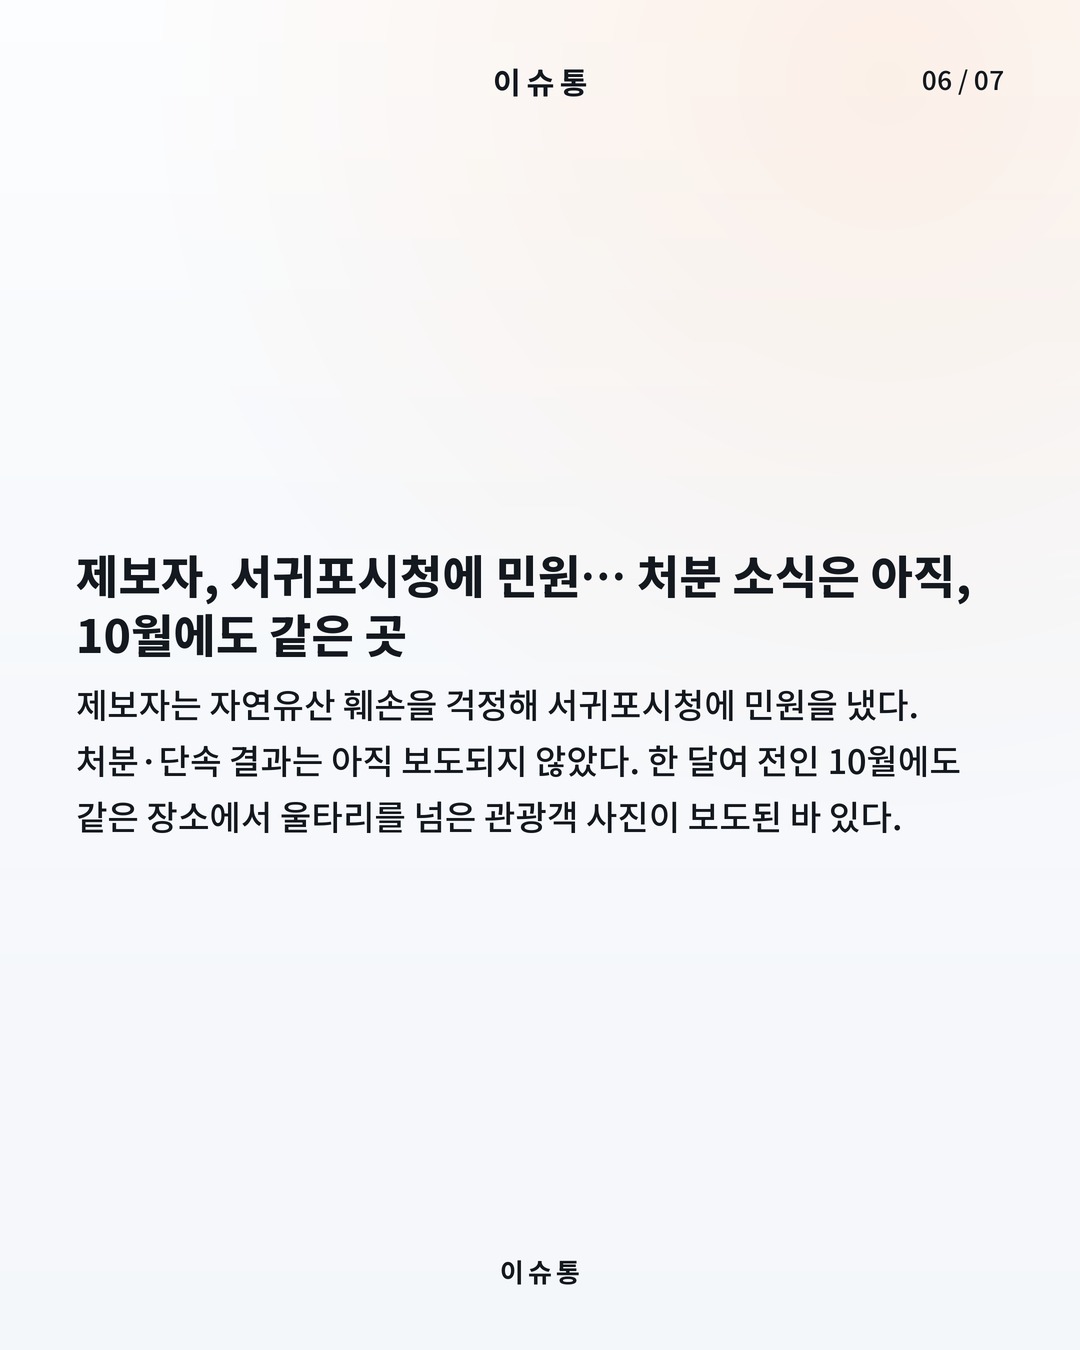 이슈통
06 / 07
제보자, 서귀포시청에 민원… 처분 소식은 아직,
10월에도 같은 곳
제보자는 자연유산 훼손을 걱정해 서귀포시청에 민원을 냈다.
처분·단속 결과는 아직 보도되지 않았다. 한 달여 전인 10월에도
같은 장소에서 울타리를 넘은 관광객 사진이 보도된 바 있다.
이슈통